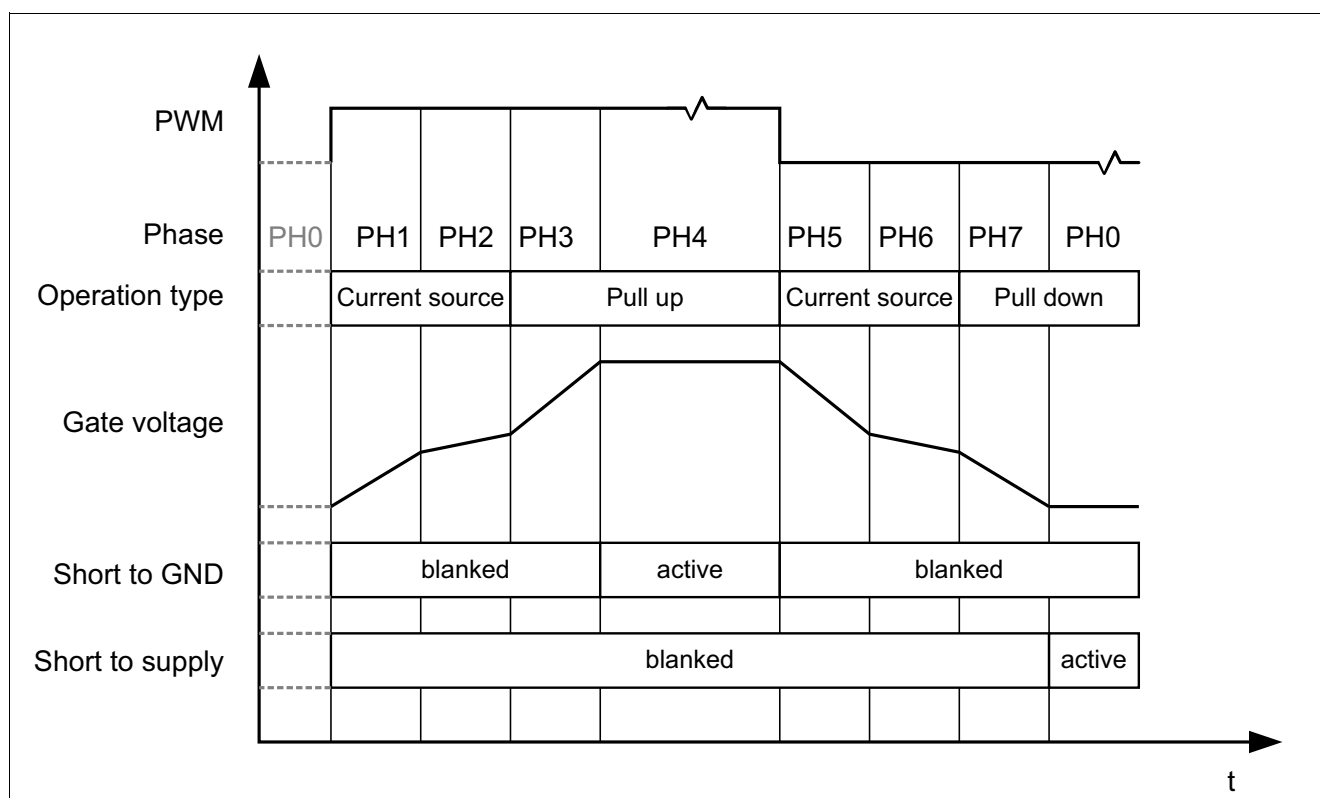 PWM
Phase PH0 PH1 PH2 PH3 PH4 PH5 PH6 PH7 PH0
Operation type Current source Pull up Current source Pull down
Gate voltage
Short to GND blanked active blanked
Short to supply blanked active
t